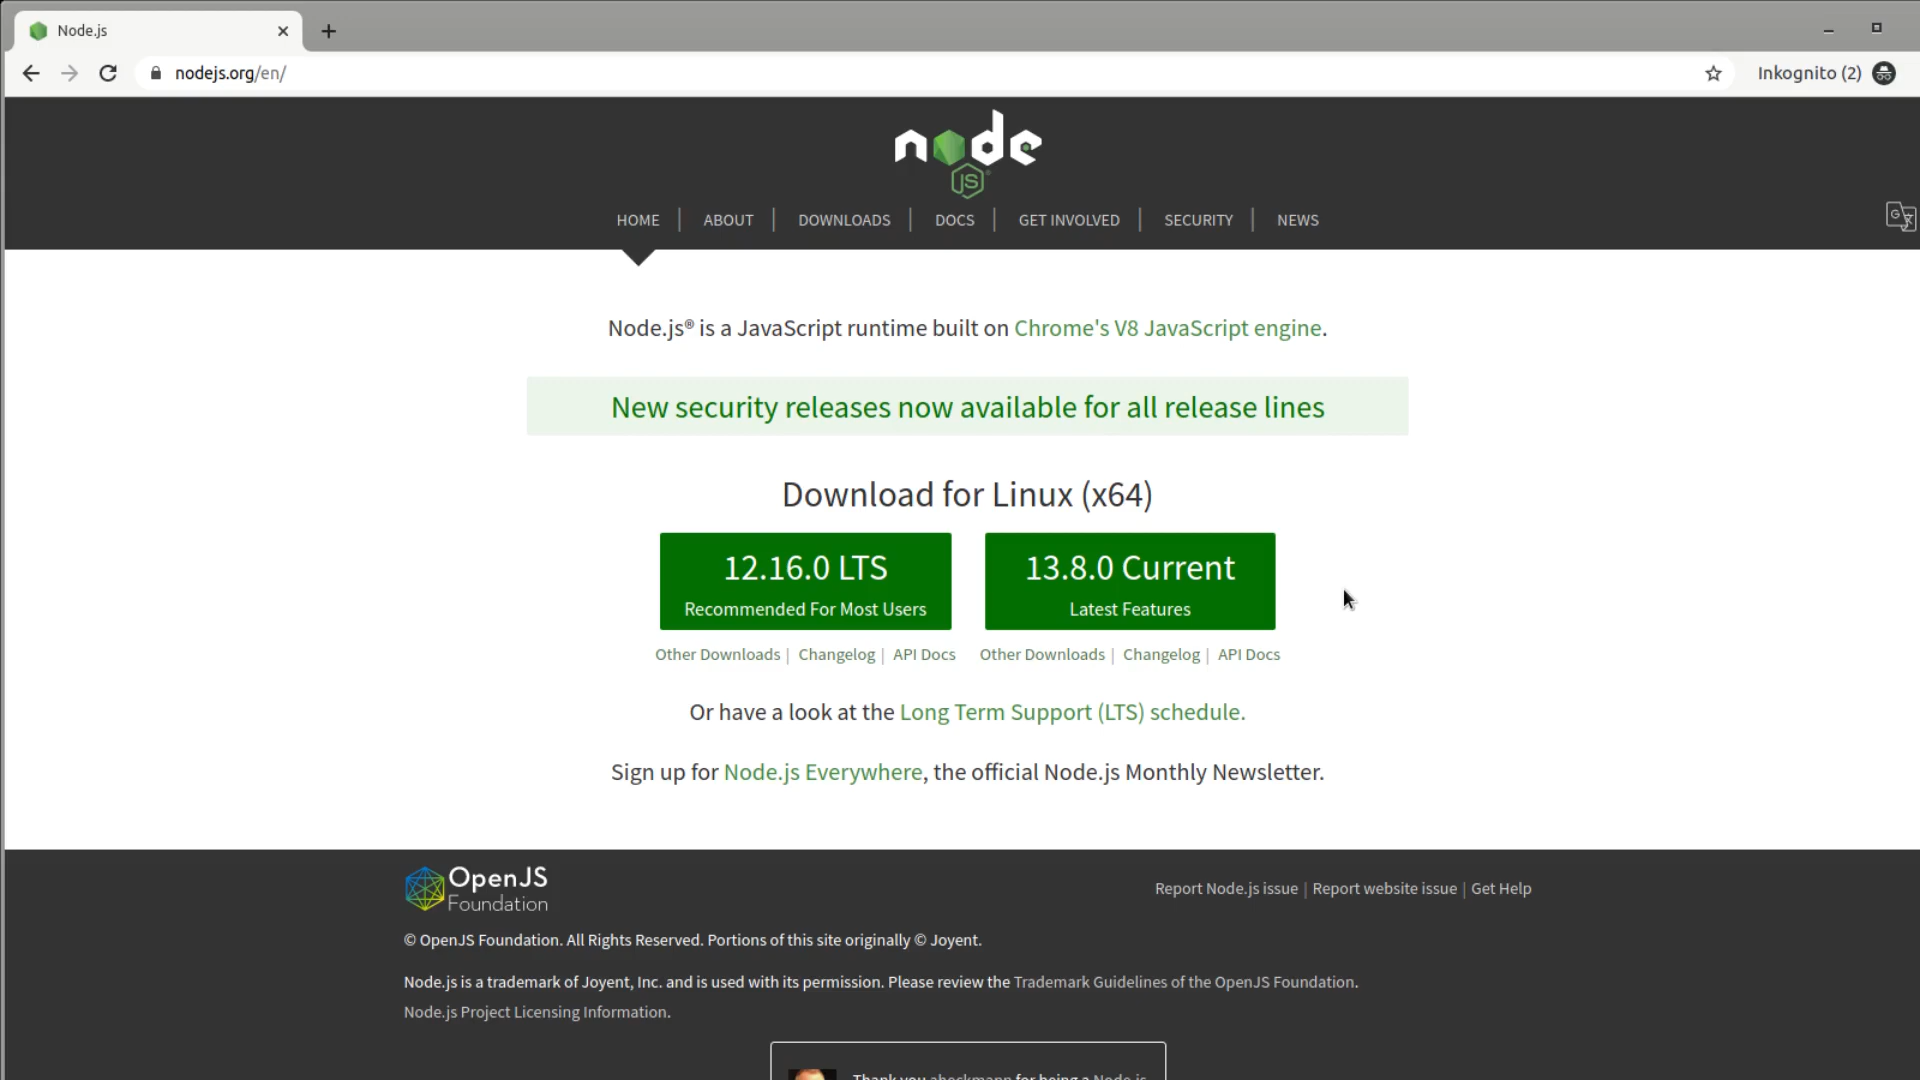 Node.js
nodejs.org/en/
Inkognito (2)
node
JS
HOME | ABOUT | DOWNLOADS | DOCS | GET INVOLVED | SECURITY | NEWS
Node.js® is a JavaScript runtime built on Chrome's V8 JavaScript engine.
New security releases now available for all release lines
Download for Linux (x64)
12.16.0 LTS
Recommended For Most Users
13.8.0 Current
Latest Features
Other Downloads | Changelog | API Docs
Other Downloads | Changelog | API Docs
Or have a look at the Long Term Support (LTS) schedule.
Sign up for Node.js Everywhere, the official Node.js Monthly Newsletter.
OpenJS
Foundation
Report Node.js issue | Report website issue | Get Help
© OpenJS Foundation. All Rights Reserved. Portions of this site originally © Joyent.
Node.js is a trademark of Joyent, Inc. and is used with its permission. Please review the Trademark Guidelines of the OpenJS Foundation.
Node.js Project Licensing Information.
Thank you aheckmann for being a Node.js